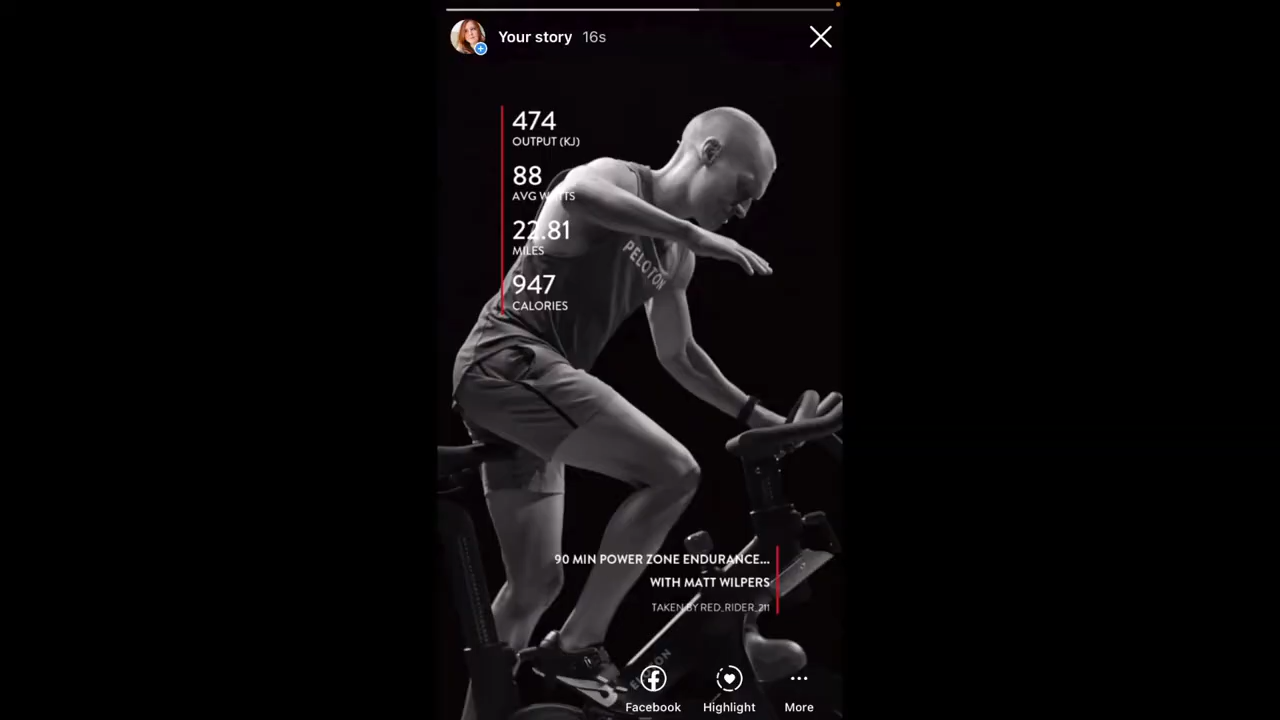 Your story 16s
474
OUTPUT (KJ)
88
AVG WATTS
22.81
MILES
947
CALORIES
PELOTON
90 MIN POWER ZONE ENDURANCE...
WITH MATT WILPERS
TAKEN BY RED_RIDER_211
PELOTON
Facebook Highlight More